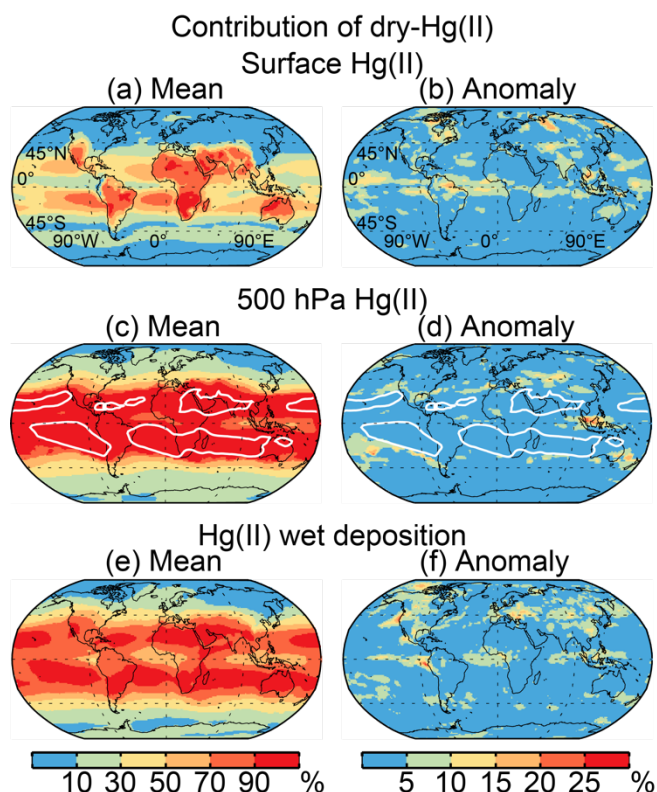 Contribution of dry-Hg(II)
Surface Hg(II)
(a) Mean (b) Anomaly
45°N 45°N
0° 0°
45°S 45°S
90°W 0° 90°E 90°W 0° 90°E
500 hPa Hg(II)
(c) Mean (d) Anomaly
Hg(II) wet deposition
(e) Mean (f) Anomaly
10 30 50 70 90 % 5 10 15 20 25 %